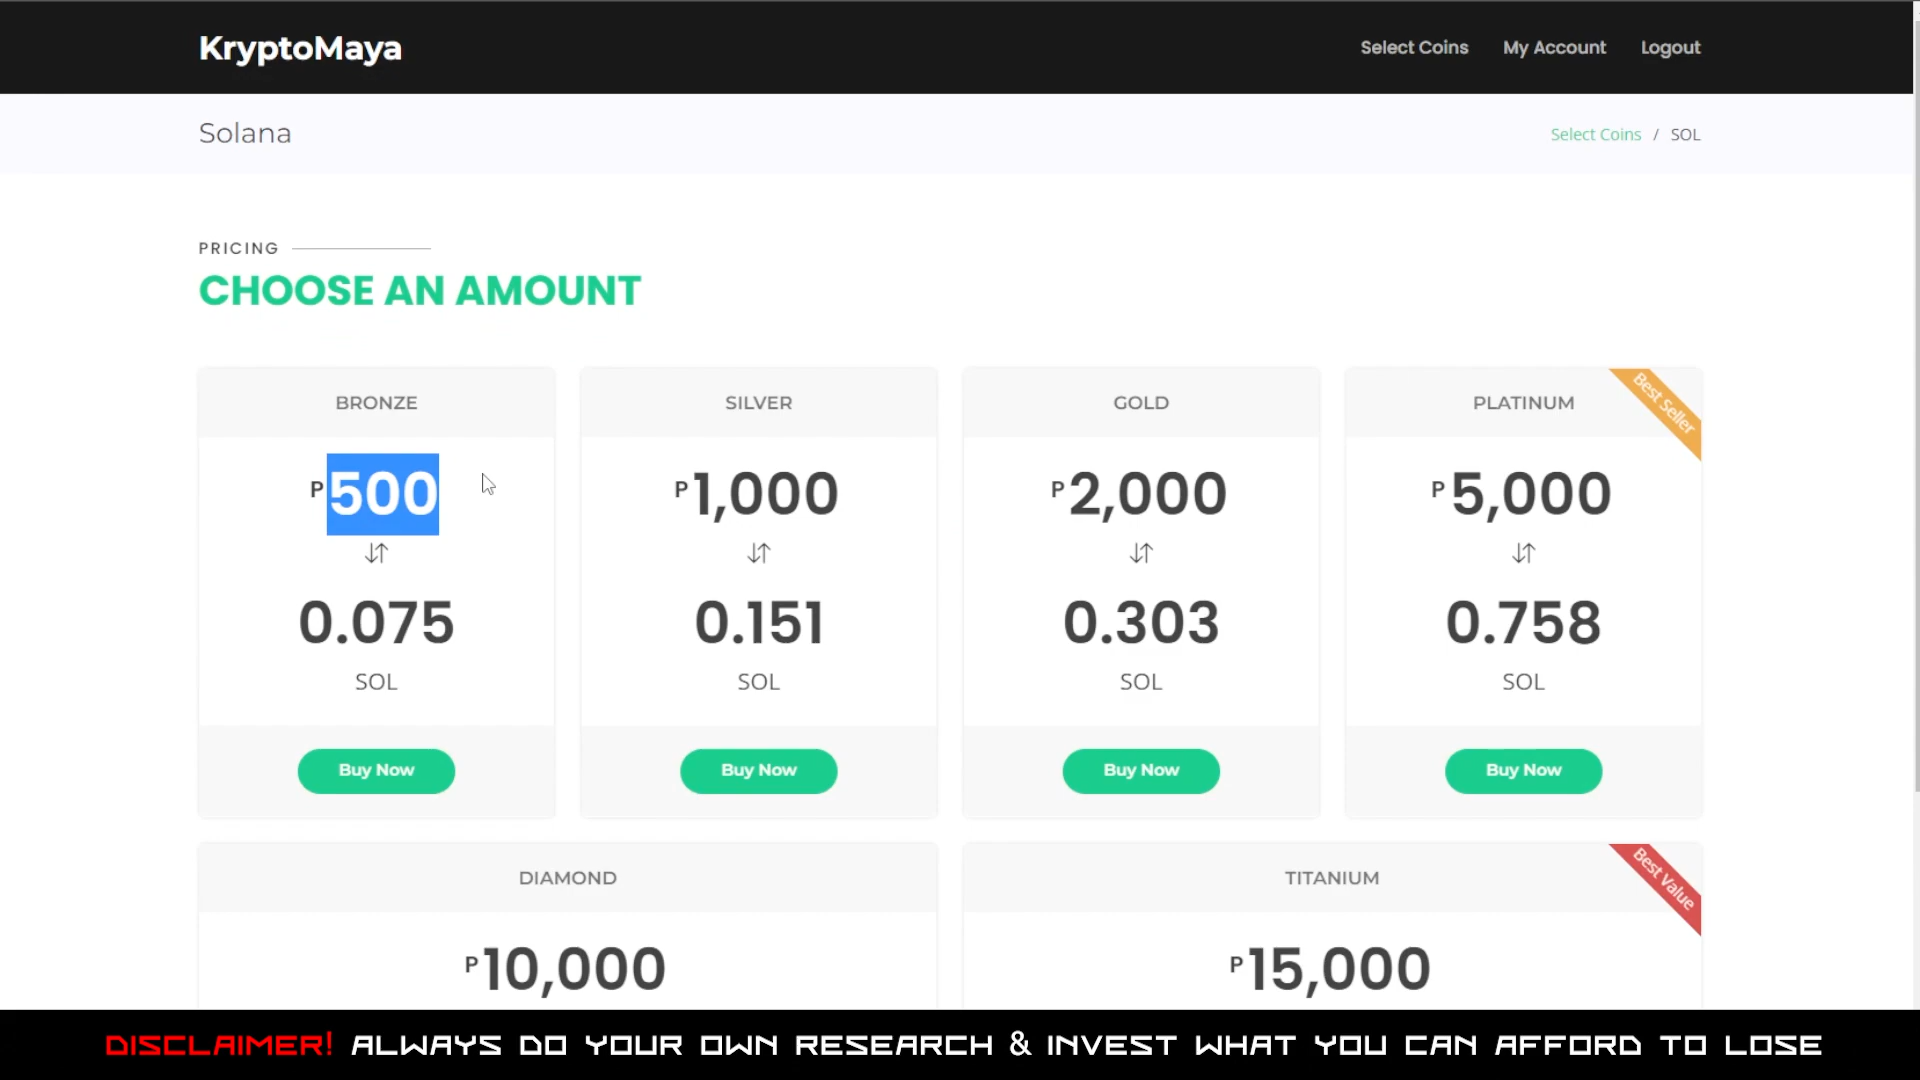 KryptoMaya
Select Coins
My Account
Logout
Solana
Select Coins / SOL
PRICING
CHOOSE AN AMOUNT
BRONZE
P500
0.075
SOL
Buy Now
SILVER
P1,000
0.151
SOL
Buy Now
GOLD
P2,000
0.303
SOL
Buy Now
PLATINUM
Best Seller
P5,000
0.758
SOL
Buy Now
DIAMOND
P10,000
TITANIUM
Best Value
P15,000
DISCLAIMER! ALWAYS DO YOUR OWN RESEARCH & INVEST WHAT YOU CAN AFFORD TO LOSE